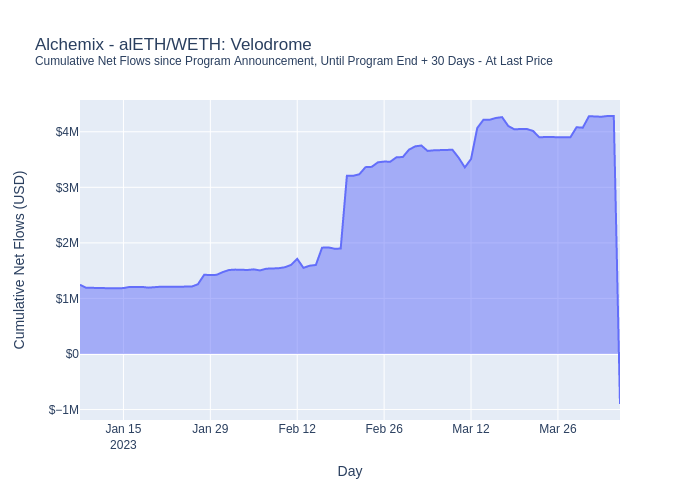 Alchemix - alETH/WETH: Velodrome
Cumulative Net Flows since Program Announcement, Until Program End + 30 Days - At Last Price
Cumulative Net Flows (USD)
$4M
$3M
$2M
$1M
$0
$−1M
Jan 15 Jan 29 Feb 12 Feb 26 Mar 12 Mar 26
2023
Day